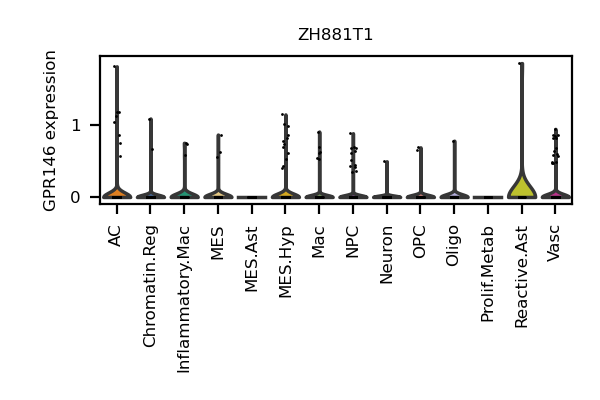 ZH881T1
GPR146 expression
1
0
AC
Chromatin.Reg
Inflammatory.Mac
MES
MES.Ast
MES.Hyp
Mac
NPC
Neuron
OPC
Oligo
Prolif.Metab
Reactive.Ast
Vasc